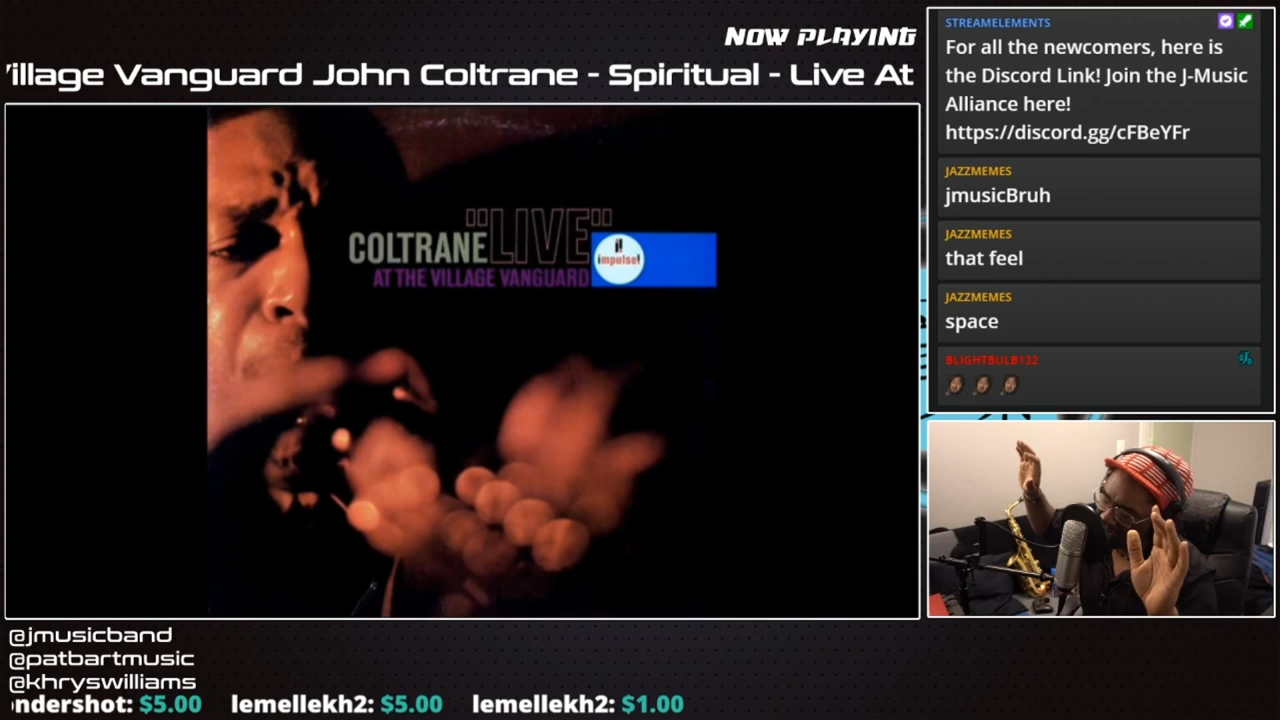 NOW PLAYING
'illage Vanguard John Coltrane - Spiritual - Live At
COLTRANE "LIVE"
AT THE VILLAGE VANGUARD
impulse!
STREAMELEMENTS
For all the newcomers, here is
the Discord Link! Join the J-Music
Alliance here!
https://discord.gg/cFBeYFr
JAZZMEMES
jmusicBruh
JAZZMEMES
that feel
JAZZMEMES
space
BLIGHTBULB132
@jmusicband
@patbartmusic
@khryswilliams
ndershot: $5.00 lemellekh2: $5.00 lemellekh2: $1.00